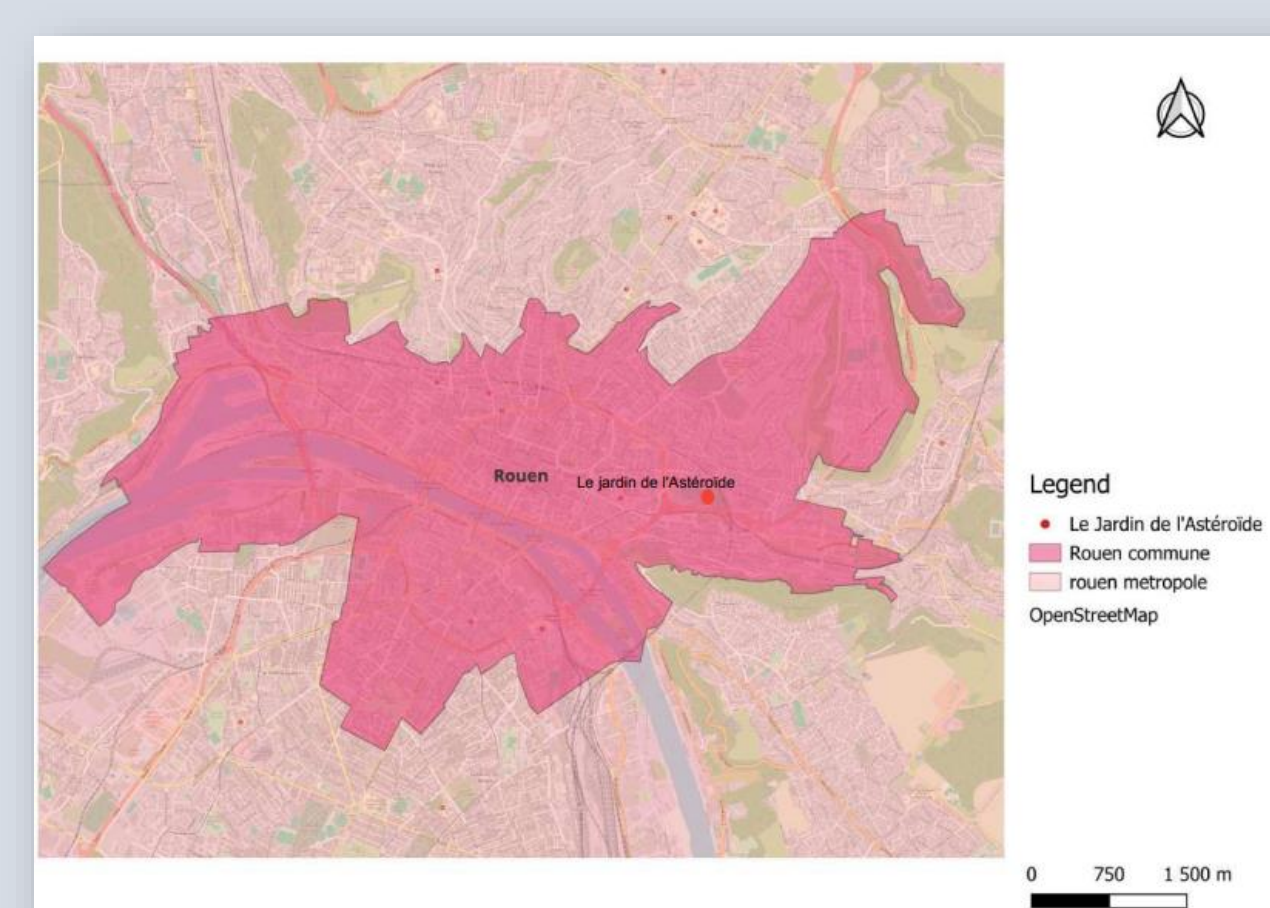 Rouen
Le jardin de l'Astéroïde
Legend
Le Jardin de l'Astéroïde
Rouen commune
rouen metropole
OpenStreetMap
0 750 1 500 m